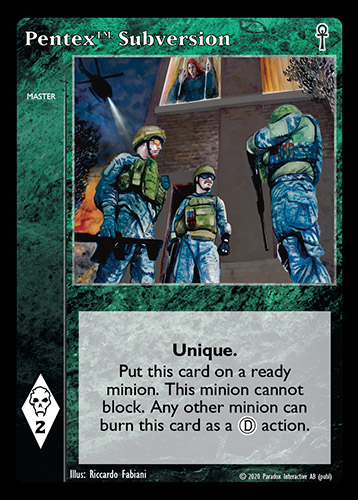 Pentex™ Subversion
MASTER
Unique.
Put this card on a ready
minion. This minion cannot
block. Any other minion can
burn this card as a Ⓓ action.
2
Illus: Riccardo Fabiani
© 2020 Paradox Interactive AB (publ)